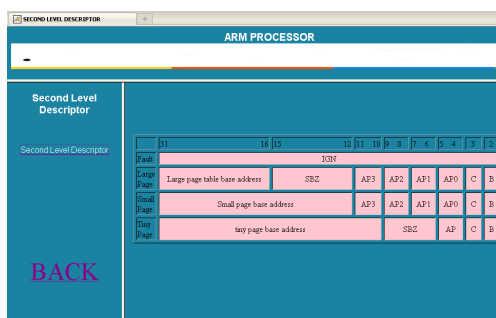 SECOND LEVEL DESCRIPTOR
ARM PROCESSOR
Second Level
Descriptor
Second Level Descriptor
BACK
31 16 15 12 11 10 9 8 7 6 5 4 3 2
Fault IGN
Large Page Large page table base address SBZ AP3 AP2 AP1 AP0 C B
Small Page Small page base address AP3 AP2 AP1 AP0 C B
Tiny Page tiny page base address SBZ AP C B